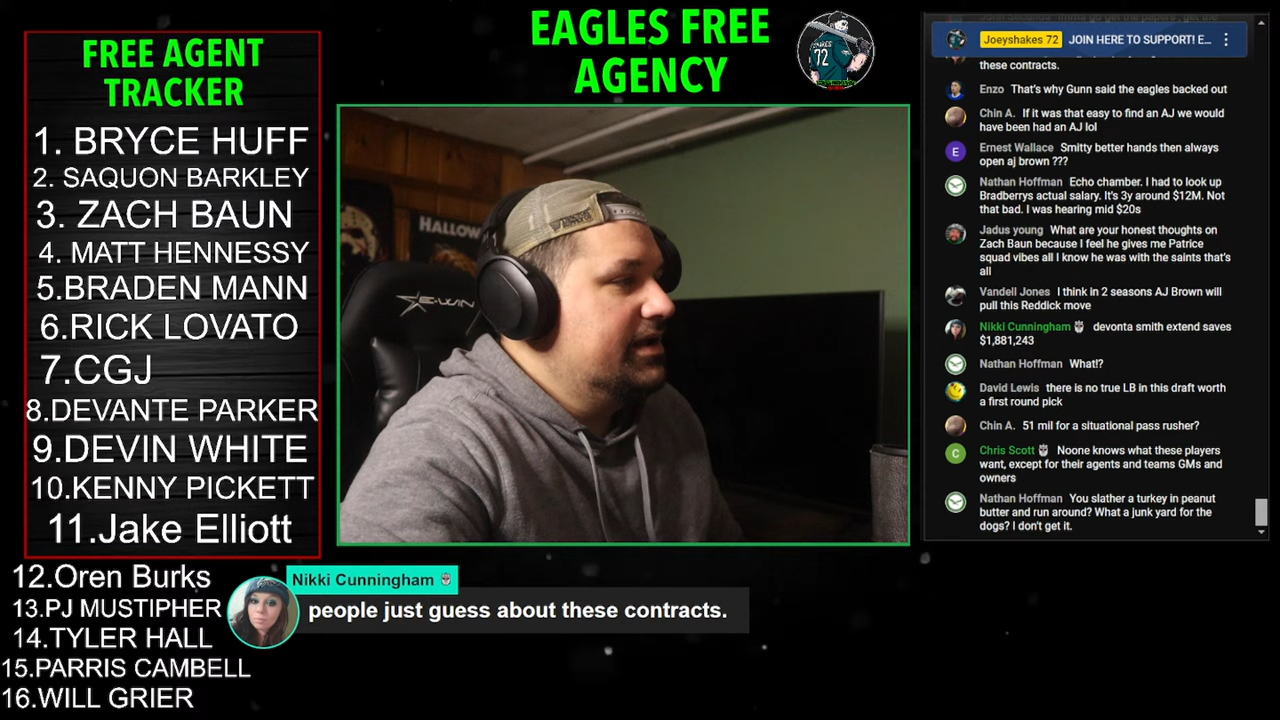 FREE AGENT
TRACKER
1. BRYCE HUFF
2. SAQUON BARKLEY
3. ZACH BAUN
4. MATT HENNESSY
5.BRADEN MANN
6.RICK LOVATO
7.CGJ
8.DEVANTE PARKER
9.DEVIN WHITE
10.KENNY PICKETT
11.Jake Elliott
12.Oren Burks
13.PJ MUSTIPHER
14.TYLER HALL
15.PARRIS CAMBELL
16.WILL GRIER
EAGLES FREE
AGENCY
72
HALLOW
E-WIN
Nikki Cunningham
people just guess about these contracts.
Joeyshakes 72 JOIN HERE TO SUPPORT! E...
these contracts.
Enzo That's why Gunn said the eagles backed out
Chin A. If it was that easy to find an AJ we would
have been had an AJ lol
E
Ernest Wallace Smitty better hands then always
open aj brown ???
Nathan Hoffman Echo chamber. I had to look up
Bradberrys actual salary. It's 3y around $12M. Not
that bad. I was hearing mid $20s
Jadus young What are your honest thoughts on
Zach Baun because I feel he gives me Patrice
squad vibes all I know he was with the saints that's
all
Vandell Jones I think in 2 seasons AJ Brown will
pull this Reddick move
Nikki Cunningham devonta smith extend saves
$1,881,243
Nathan Hoffman What!?
David Lewis there is no true LB in this draft worth
a first round pick
Chin A. 51 mil for a situational pass rusher?
C
Chris Scott Noone knows what these players
want, except for their agents and teams GMs and
owners
Nathan Hoffman You slather a turkey in peanut
butter and run around? What a junk yard for the
dogs? I don't get it.